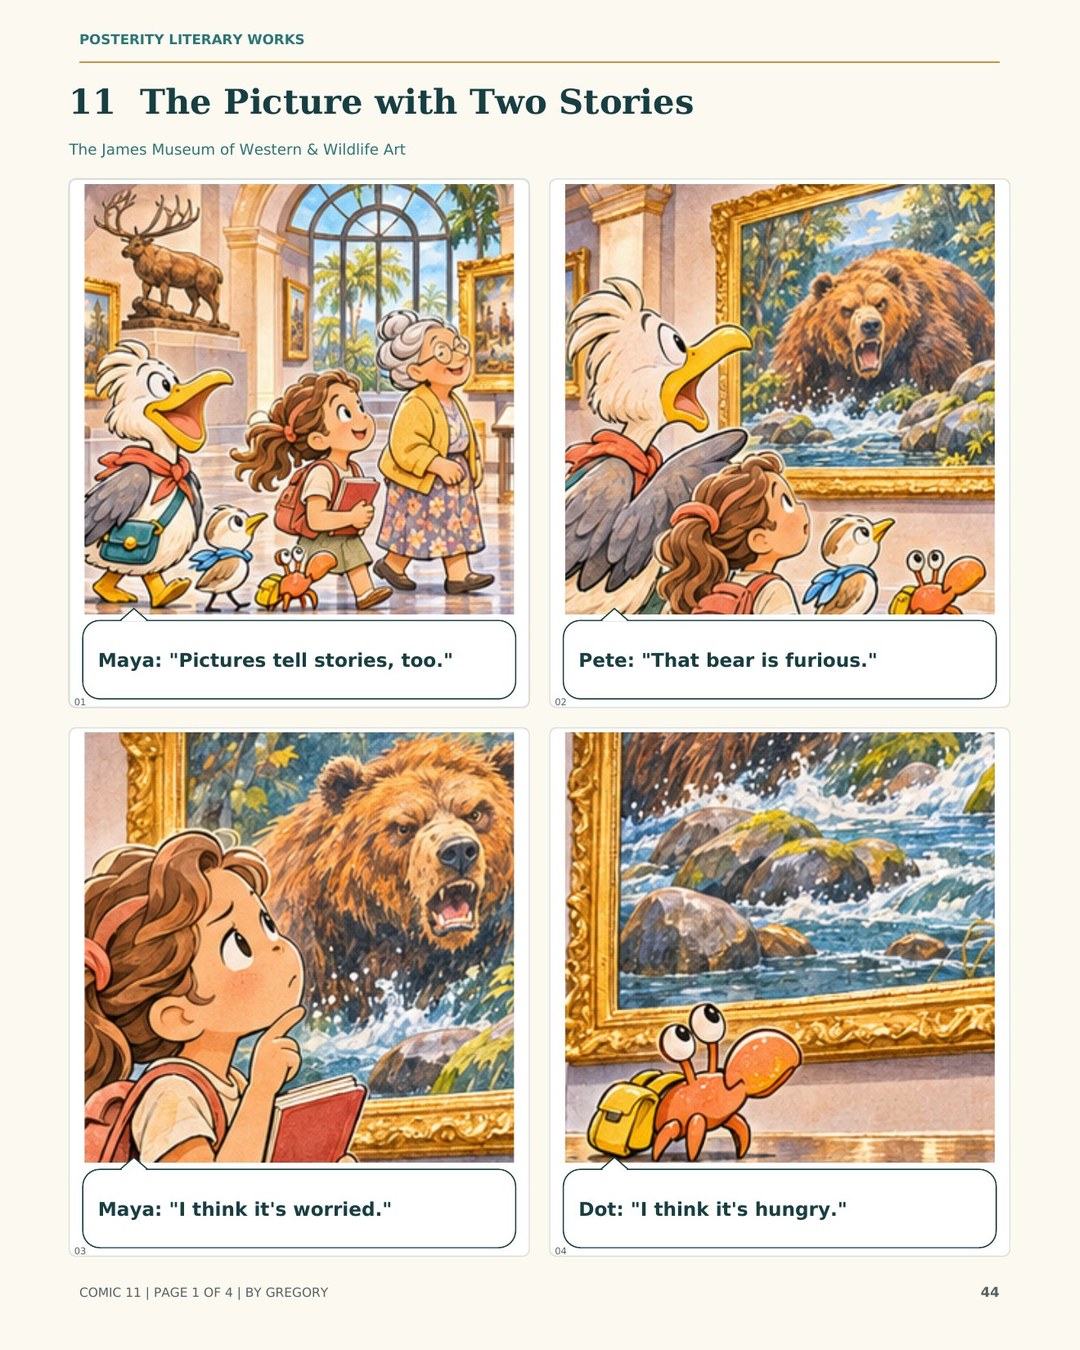 POSTERITY LITERARY WORKS
11 The Picture with Two Stories
The James Museum of Western & Wildlife Art
Maya: "Pictures tell stories, too."
01
Pete: "That bear is furious."
02
Maya: "I think it's worried."
03
Dot: "I think it's hungry."
04
COMIC 11 | PAGE 1 OF 4 | BY GREGORY
44